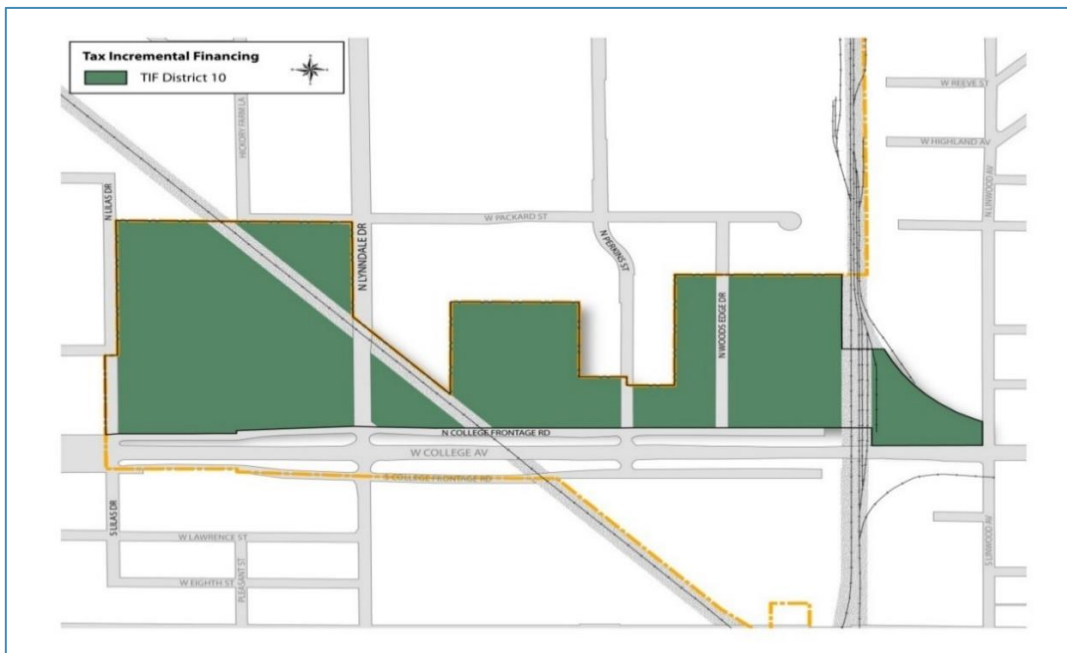 Tax Incremental Financing
TIF District 10
HICKORY FARM LA
W REEVE ST
W HIGHLAND AV
N LILAS DR
N LYNNDALE DR
W PACKARD ST
N PERKINS ST
N LINWOOD AV
N WOODS EDGE DR
N COLLEGE FRONTAGE RD
W COLLEGE AV
S COLLEGE FRONTAGE RD
S LILAS DR
W LAWRENCE ST
PLEASANT ST
W EIGHTH ST
S LINWOOD AV